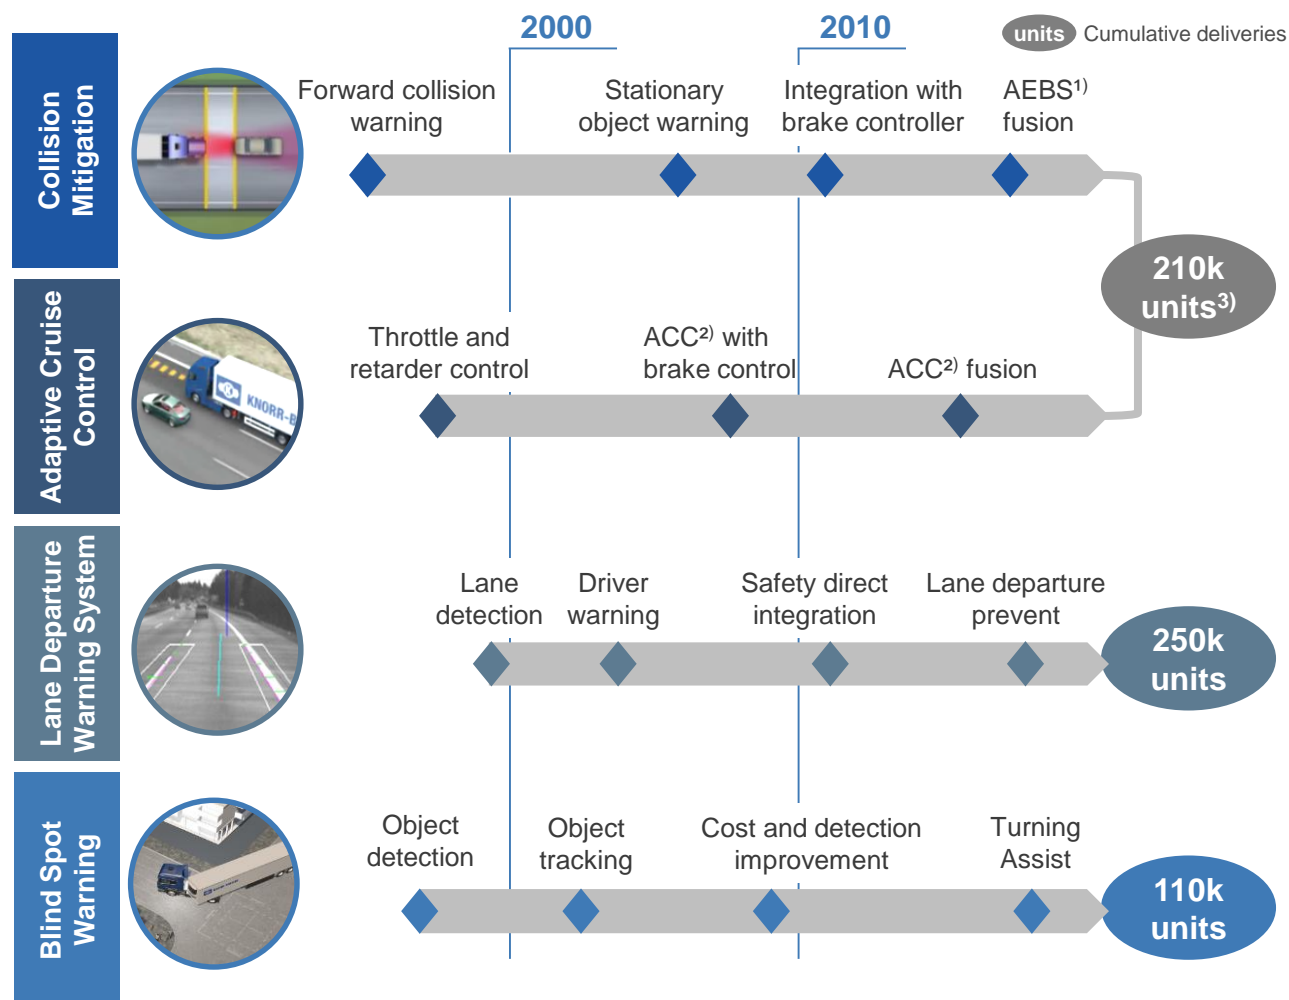 2000
2010
units Cumulative deliveries
Collision
Mitigation
Forward collision
warning
Stationary
object warning
Integration with
brake controller
AEBS¹⁾
fusion
210k
units³⁾
Adaptive Cruise
Control
Throttle and
retarder control
ACC²⁾ with
brake control
ACC²⁾ fusion
KNORR-B
Lane Departure
Warning System
Lane
detection
Driver
warning
Safety direct
integration
Lane departure
prevent
250k
units
Blind Spot
Warning
Object
detection
Object
tracking
Cost and detection
improvement
Turning
Assist
110k
units